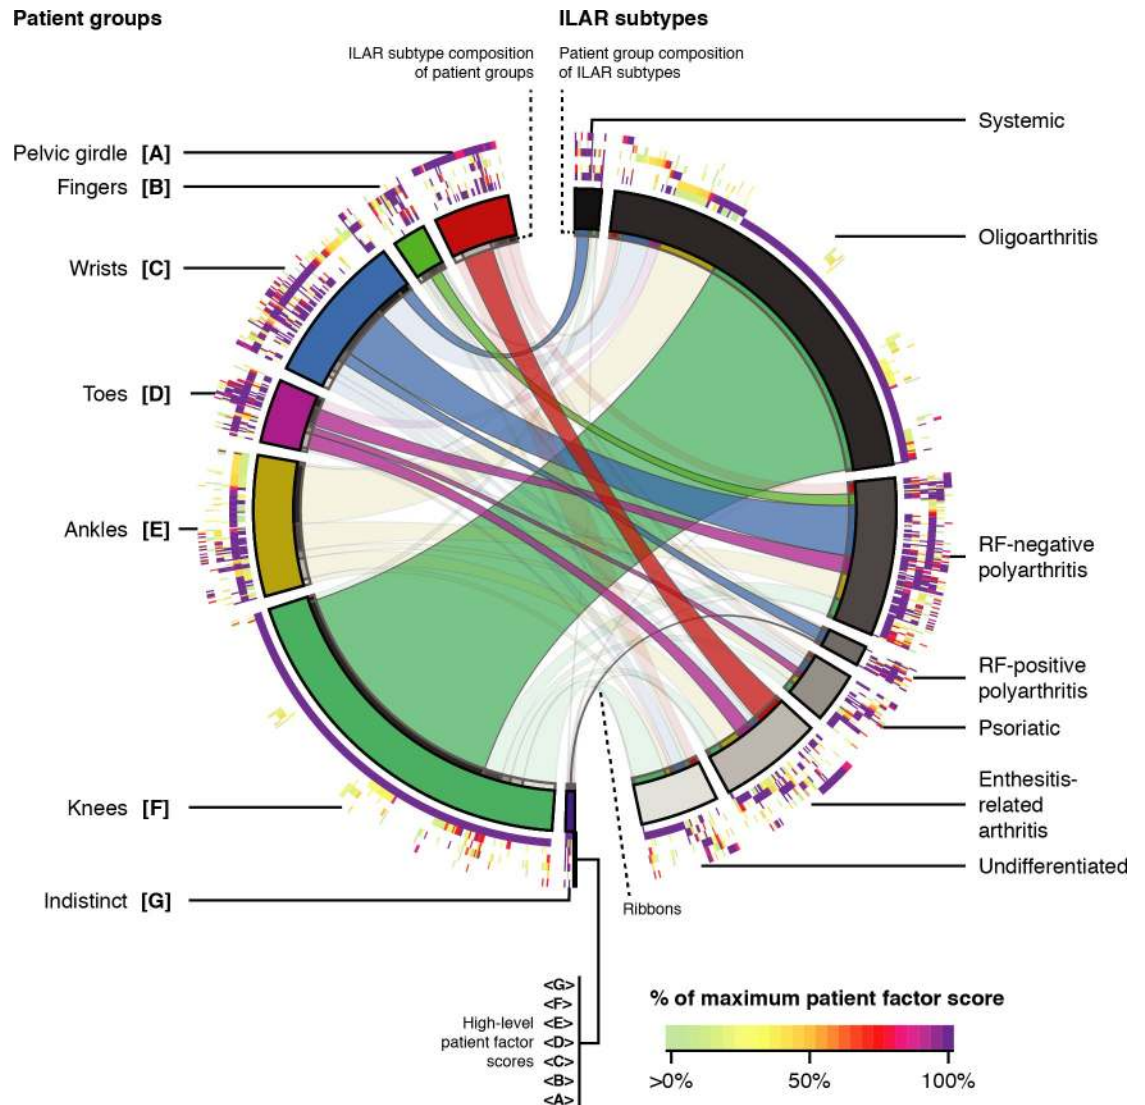 Patient groups
ILAR subtypes
ILAR subtype composition
of patient groups
Patient group composition
of ILAR subtypes
Pelvic girdle [A]
Fingers [B]
Wrists [C]
Toes [D]
Ankles [E]
Knees [F]
Indistinct [G]
Systemic
Oligoarthritis
RF-negative
polyarthritis
RF-positive
polyarthritis
Psoriatic
Enthesitis-
related
arthritis
Undifferentiated
Ribbons
High-level
patient factor
scores
<G>
<F>
<E>
<D>
<C>
<B>
<A>
% of maximum patient factor score
>0%
50%
100%